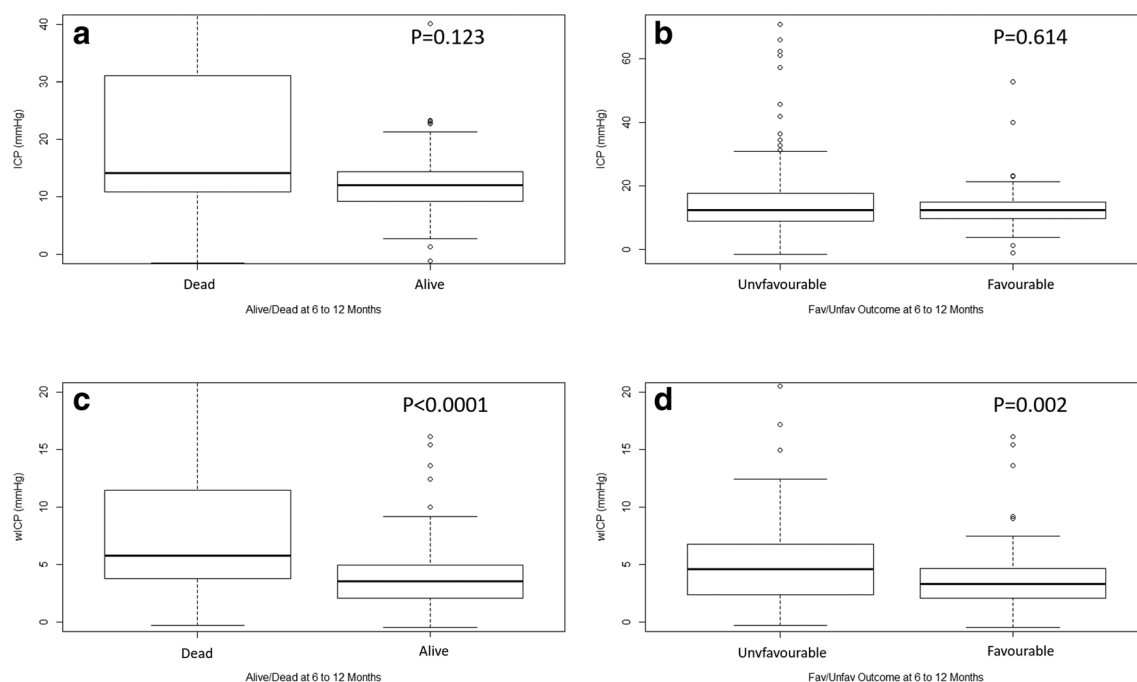 a
P=0.123
40
30
20
10
0
ICP (mmHg)
Dead
Alive
Alive/Dead at 6 to 12 Months
b
P=0.614
60
40
20
0
ICP (mmHg)
Unvfavourable
Favourable
Fav/Unfav Outcome at 6 to 12 Months
c
P<0.0001
20
15
10
5
0
wICP (mmHg)
Dead
Alive
Alive/Dead at 6 to 12 Months
d
P=0.002
20
15
10
5
0
wICP (mmHg)
Unvfavourable
Favourable
Fav/Unfav Outcome at 6 to 12 Months